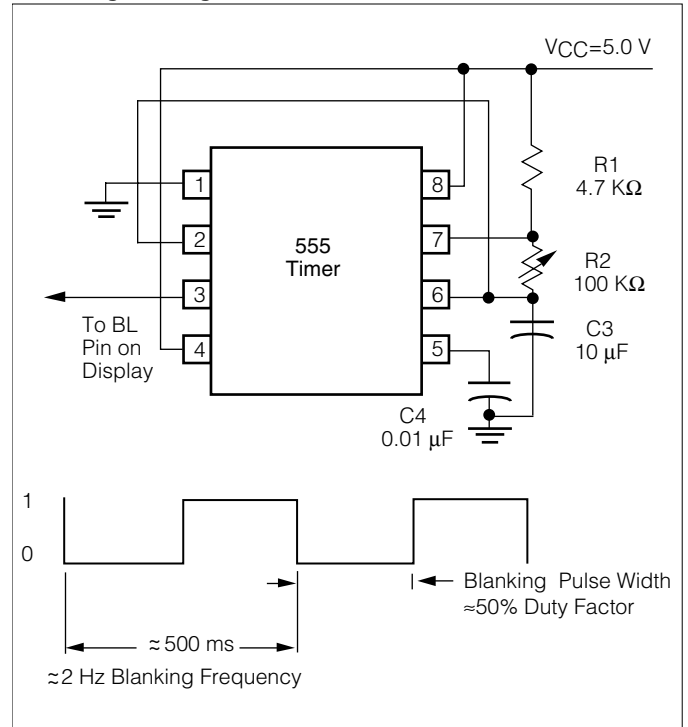 VCC=5.0 V
1
2
3
4
555
Timer
8
7
6
5
R1
4.7 KΩ
R2
100 KΩ
C3
10 µF
To BL
Pin on
Display
C4
0.01 µF
1
0
Blanking Pulse Width
≈50% Duty Factor
≈ 500 ms
≈2 Hz Blanking Frequency